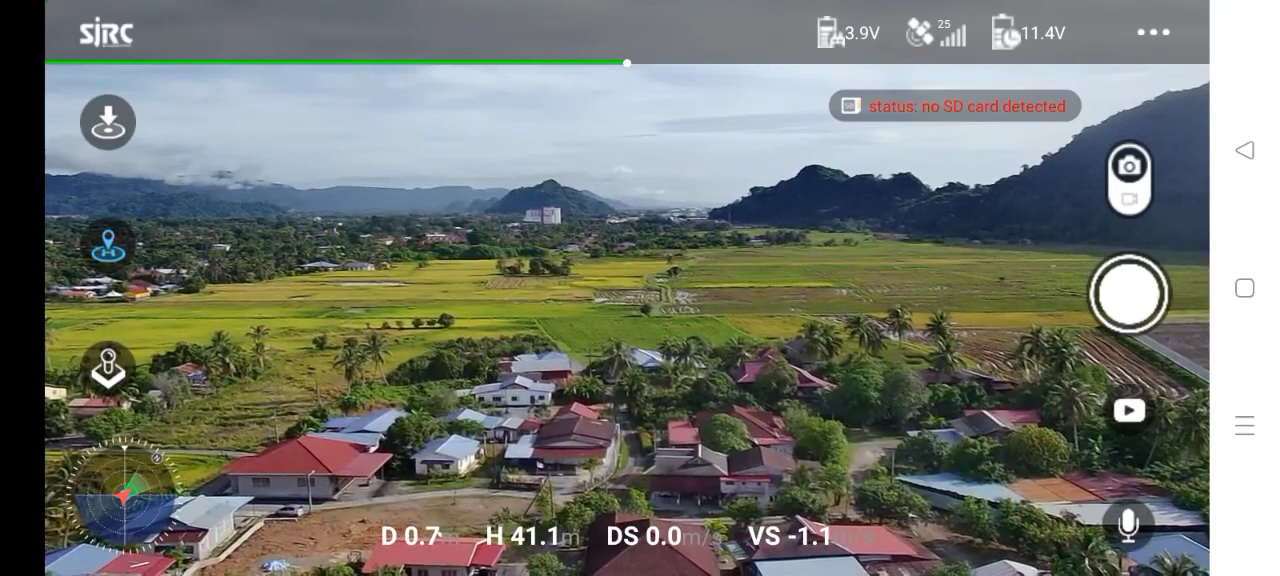 SJRC
3.9V
25
11.4V
status: no SD card detected
D 0.7m H 41.1m DS 0.0m/s VS -1.1m/s